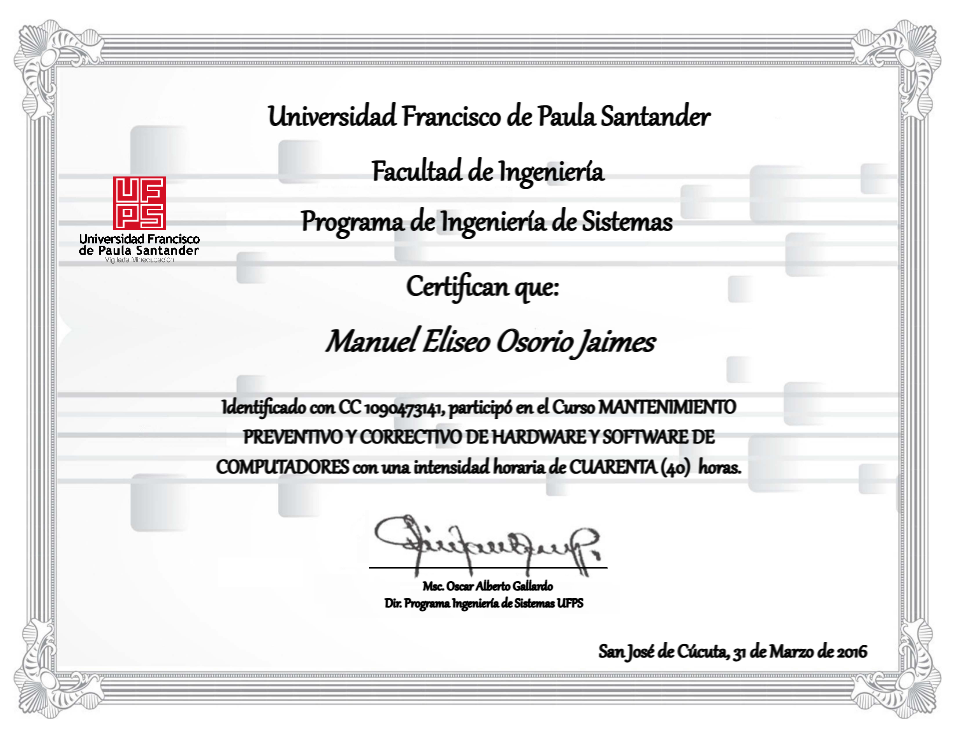 Universidad Francisco de Paula Santander
Facultad de Ingeniería
Programa de Ingeniería de Sistemas
UFPS
Universidad Francisco
de Paula Santander
Vigilada Mineducación
Certifican que:
Manuel Eliseo Osorio Jaimes
Identificado con CC 1090473141, participó en el Curso MANTENIMIENTO
PREVENTIVO Y CORRECTIVO DE HARDWARE Y SOFTWARE DE
COMPUTADORES con una intensidad horaria de CUARENTA (40) horas.
Msc. Oscar Alberto Gallardo
Dir. Programa Ingeniería de Sistemas UFPS
San José de Cúcuta, 31 de Marzo de 2016